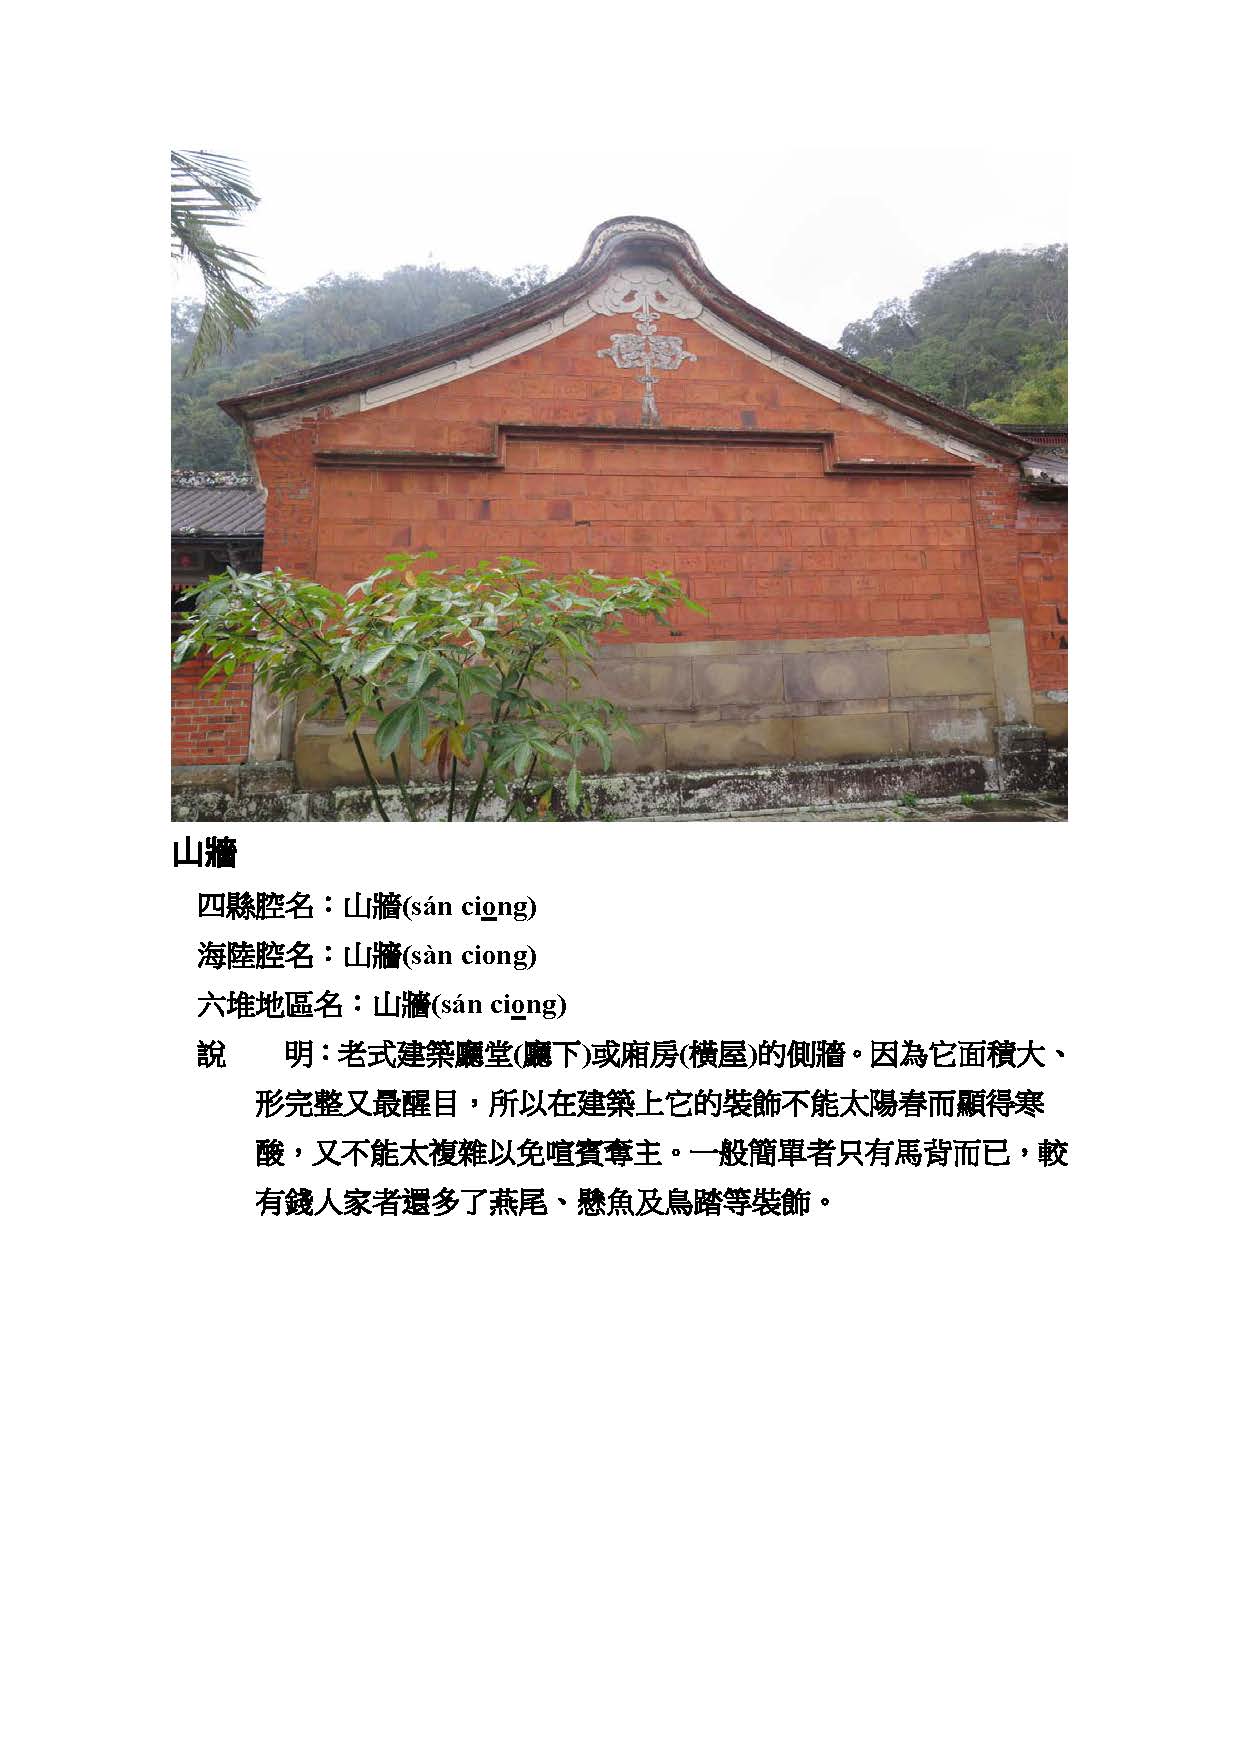 山牆
四縣腔名：山牆(sán cio̲ng)
海陸腔名：山牆(sàn ciong)
六堆地區名：山牆(sán cio̲ng)
說　　明：老式建築廳堂(廳下)或廂房(橫屋)的側牆。因為它面積大、
形完整又最醒目，所以在建築上它的裝飾不能太陽春而顯得寒
酸，又不能太複雜以免喧賓奪主。一般簡單者只有馬背而已，較
有錢人家者還多了燕尾、懸魚及鳥踏等裝飾。